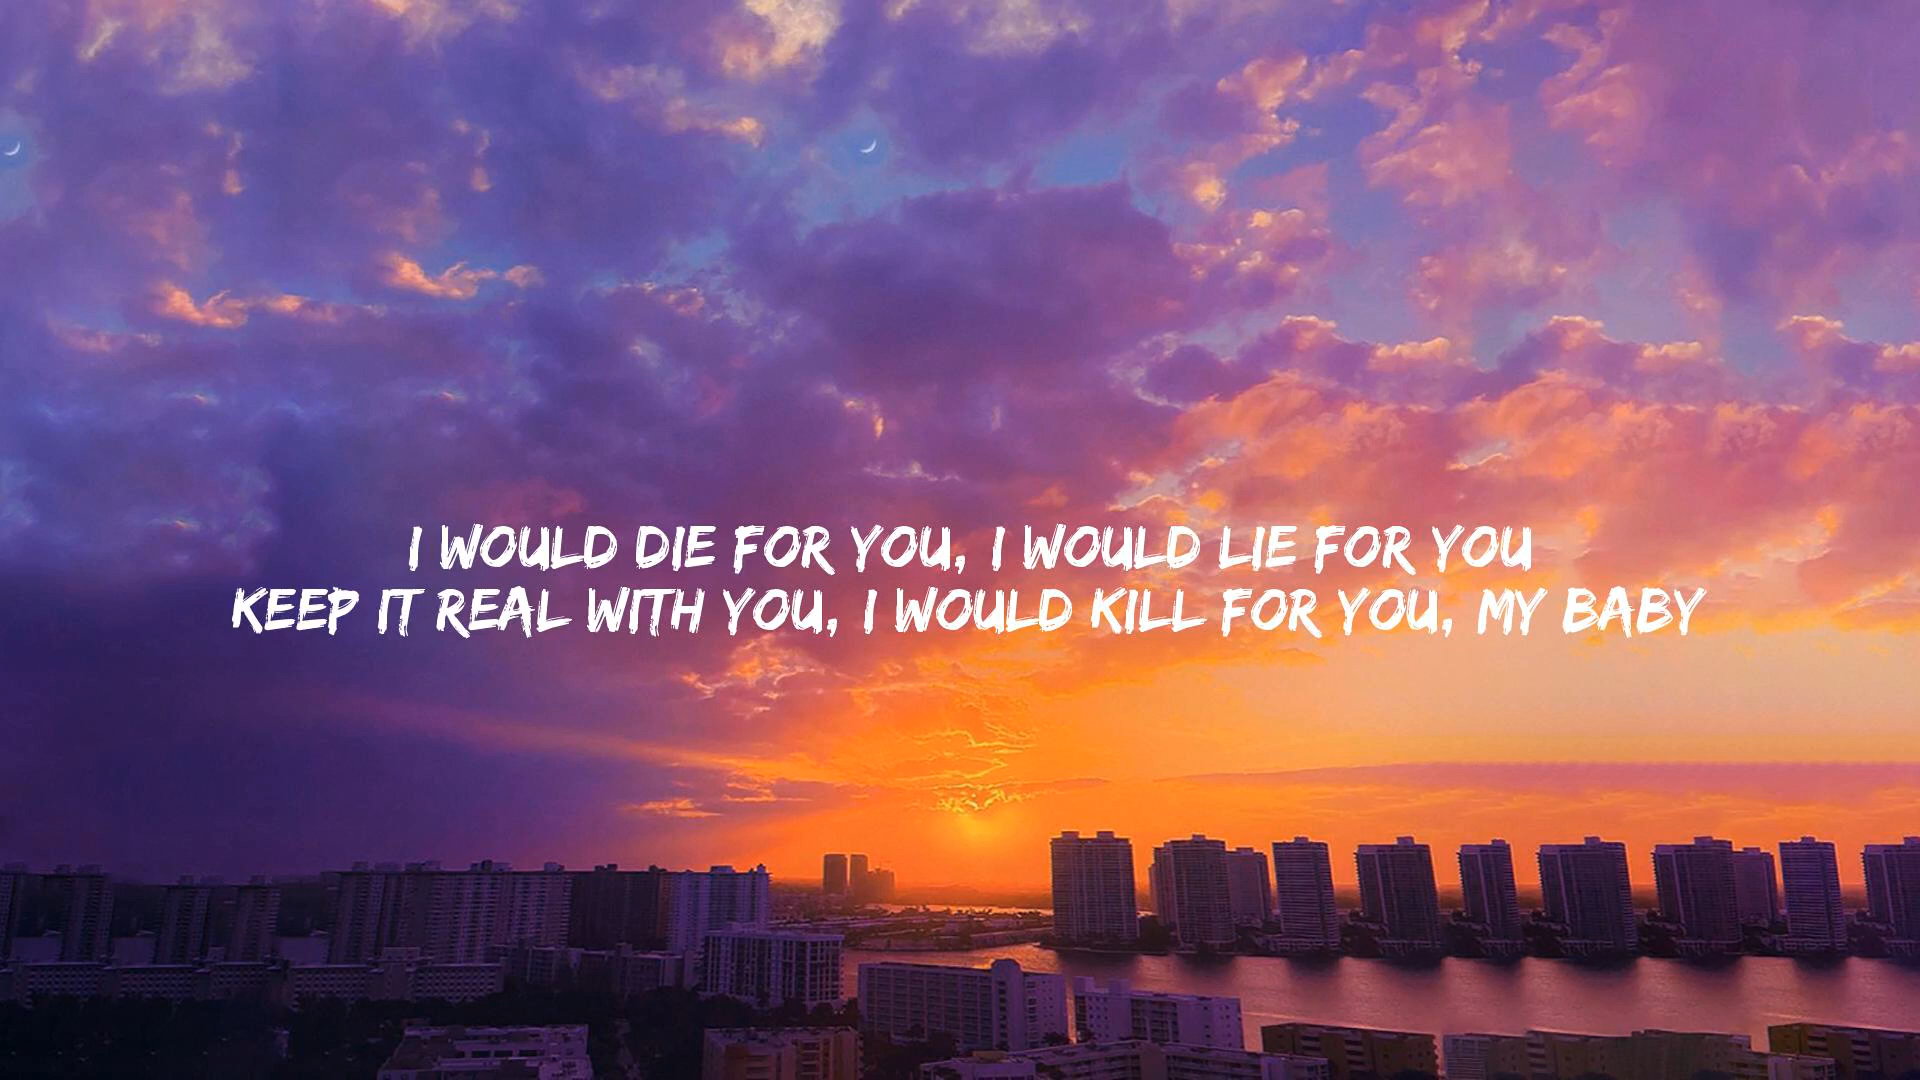 I WOULD DIE FOR YOU, I WOULD LIE FOR YOU
KEEP IT REAL WITH YOU, I WOULD KILL FOR YOU, MY BABY